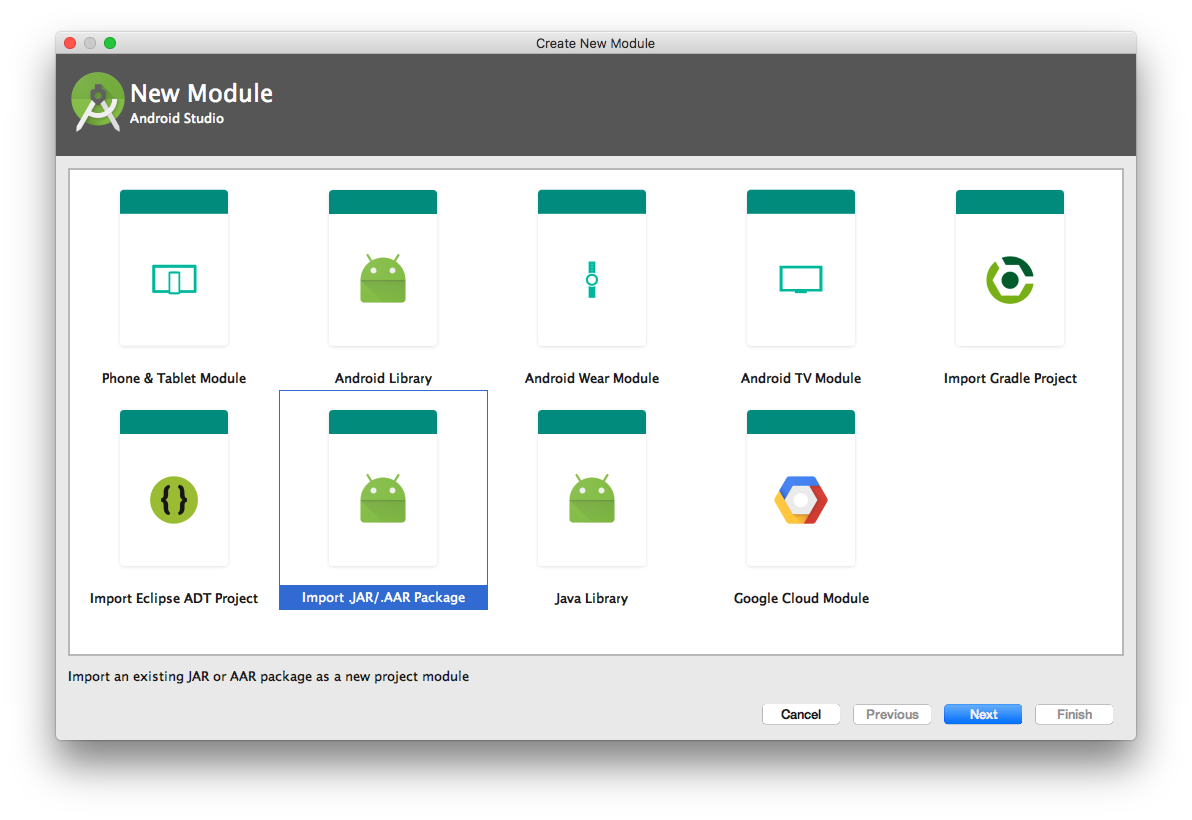 Create New Module
New Module
Android Studio
Phone & Tablet Module
Android Library
Android Wear Module
Android TV Module
Import Gradle Project
{}
Import Eclipse ADT Project
Import .JAR/.AAR Package
Java Library
Google Cloud Module
Import an existing JAR or AAR package as a new project module
Cancel
Previous
Next
Finish